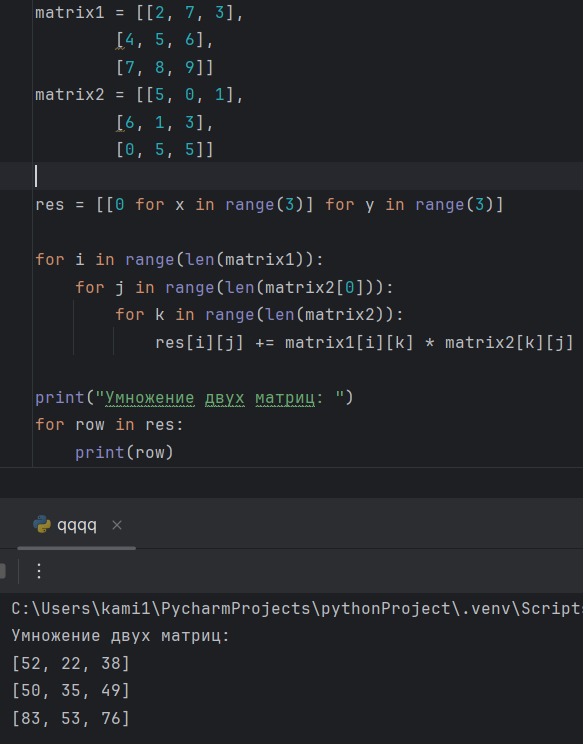 matrix1 = [[2, 7, 3],
        [4, 5, 6],
        [7, 8, 9]]
matrix2 = [[5, 0, 1],
        [6, 1, 3],
        [0, 5, 5]]
res = [[0 for x in range(3)] for y in range(3)]
for i in range(len(matrix1)):
    for j in range(len(matrix2[0])):
        for k in range(len(matrix2)):
            res[i][j] += matrix1[i][k] * matrix2[k][j]
print("Умножение двух матриц: ")
for row in res:
    print(row)
qqqq
C:\Users\kami1\PycharmProjects\pythonProject\.venv\Scripts
Умножение двух матриц:
[52, 22, 38]
[50, 35, 49]
[83, 53, 76]